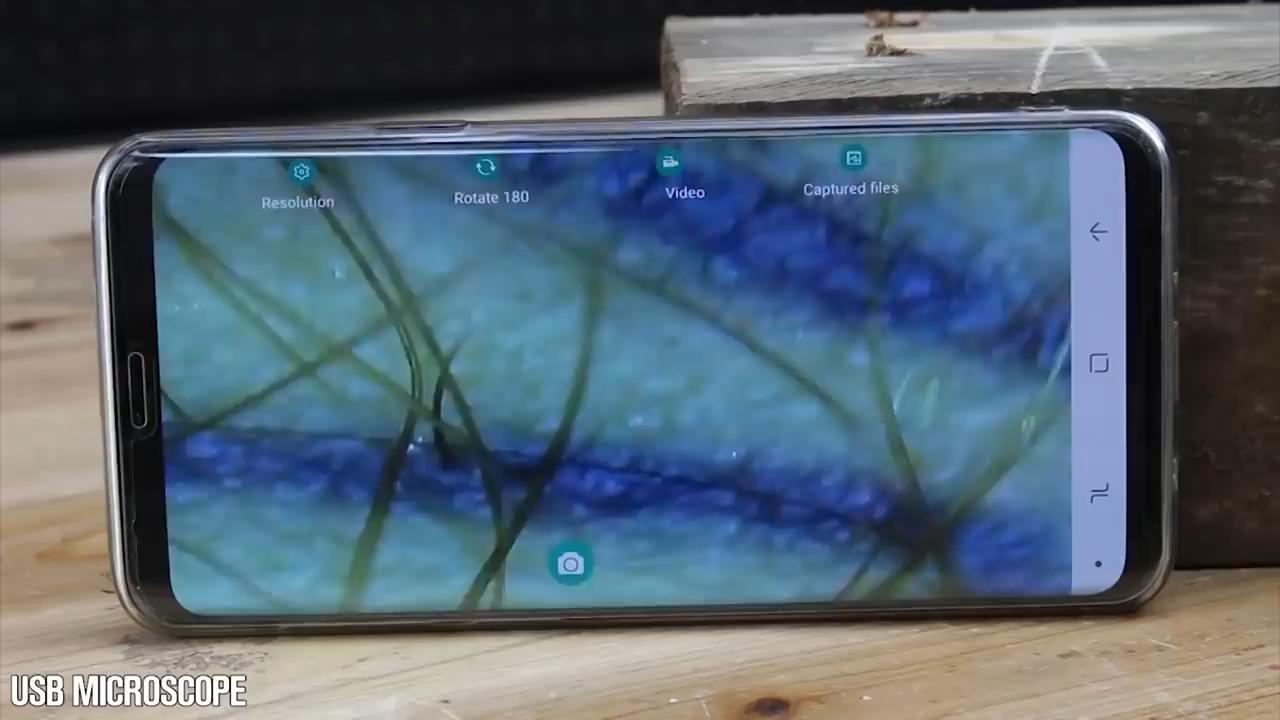 Resolution
Rotate 180
Video
Captured files
USB MICROSCOPE